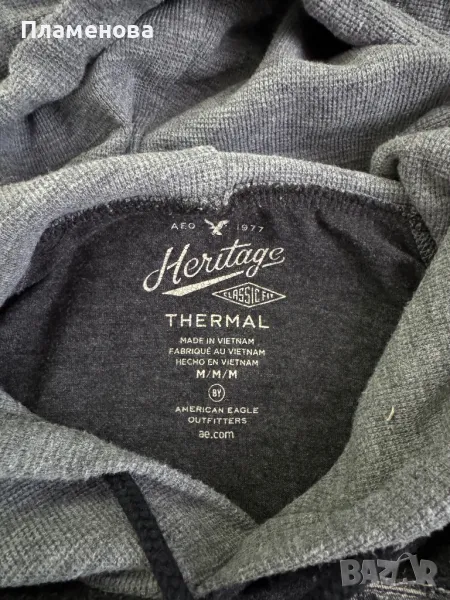 Пламенова
AEO 1977
Heritage
CLASSIC FIT
THERMAL
MADE IN VIETNAM
FABRIQUÉ AU VIETNAM
HECHO EN VIETNAM
M/M/M
BY
AMERICAN EAGLE
OUTFITTERS
ae.com
BAZAR